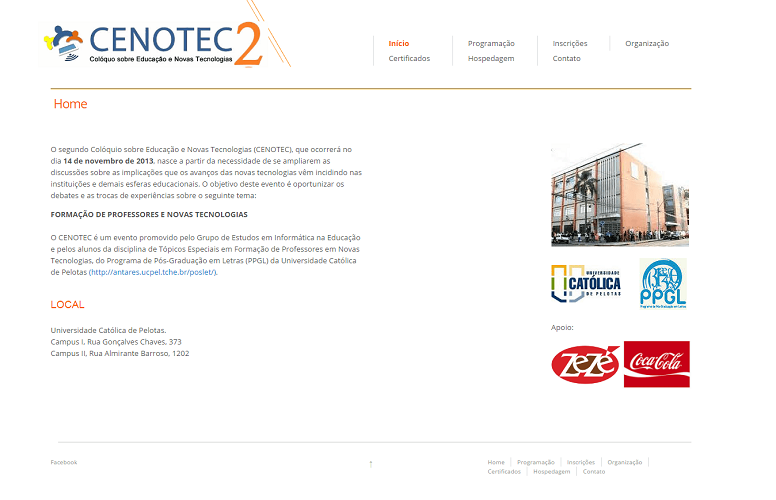 CENOTEC 2
Colóquio sobre Educação e Novas Tecnologias
Início
Programação
Inscrições
Organização
Certificados
Hospedagem
Contato
Home
O segundo Colóquio sobre Educação e Novas Tecnologias (CENOTEC), que ocorrerá no
dia 14 de novembro de 2013, nasce a partir da necessidade de se ampliarem as
discussões sobre as implicações que os avanços das novas tecnologias vêm incidindo nas
instituições e demais esferas educacionais. O objetivo deste evento é oportunizar os
debates e as trocas de experiências sobre o seguinte tema:
FORMAÇÃO DE PROFESSORES E NOVAS TECNOLOGIAS
O CENOTEC é um evento promovido pelo Grupo de Estudos em Informática na Educação
e pelos alunos da disciplina de Tópicos Especiais em Formação de Professores em Novas
Tecnologias, do Programa de Pós-Graduação em Letras (PPGL) da Universidade Católica
de Pelotas (http://antares.ucpel.tche.br/poslet/).
LOCAL
Universidade Católica de Pelotas.
Campus I, Rua Gonçalves Chaves, 373
Campus II, Rua Almirante Barroso, 1202
UNIVERSIDADE
CATÓLICA
DE PELOTAS
PPGL
Programa de Pós-Graduação em Letras
Apoio:
ZeZé
Coca-Cola
Facebook
↑
Home
Programação
Inscrições
Organização
Certificados
Hospedagem
Contato